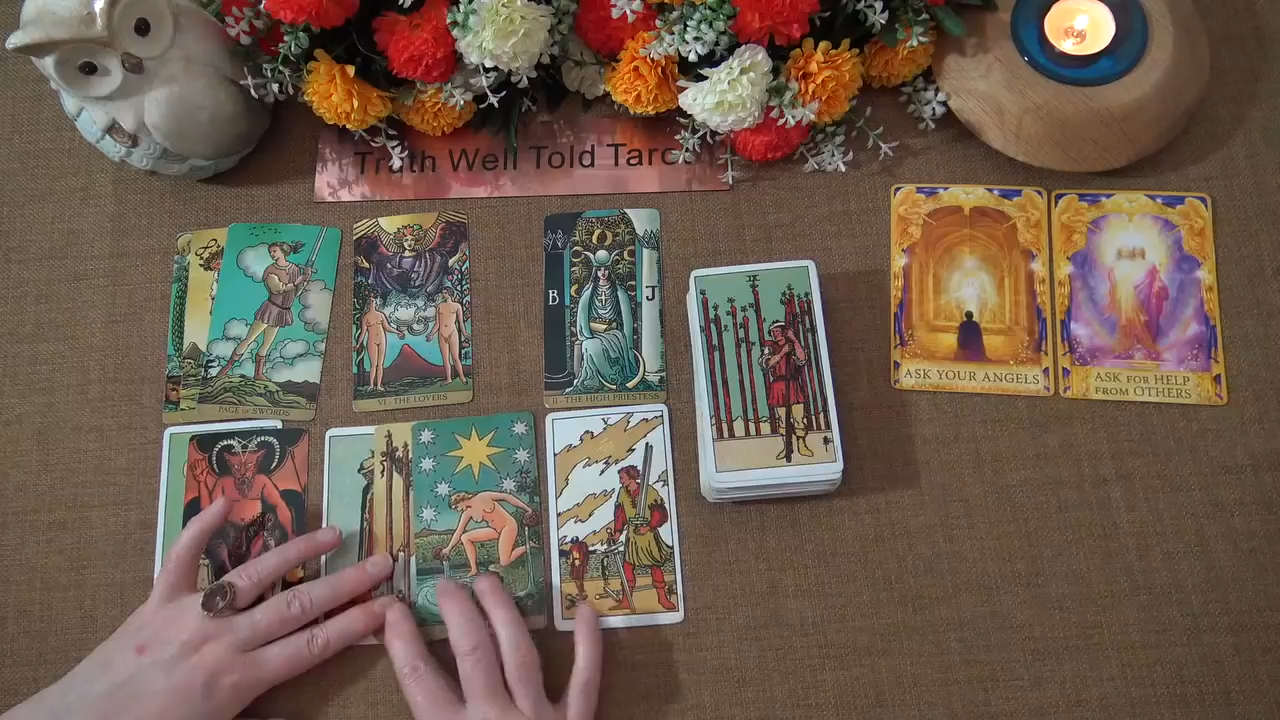 Truth Well Told Tarot
PAGE of SWORDS
VI - THE LOVERS
II - THE HIGH PRIESTESS
B J
IX
ASK YOUR ANGELS
ASK FOR HELP
FROM OTHERS
V